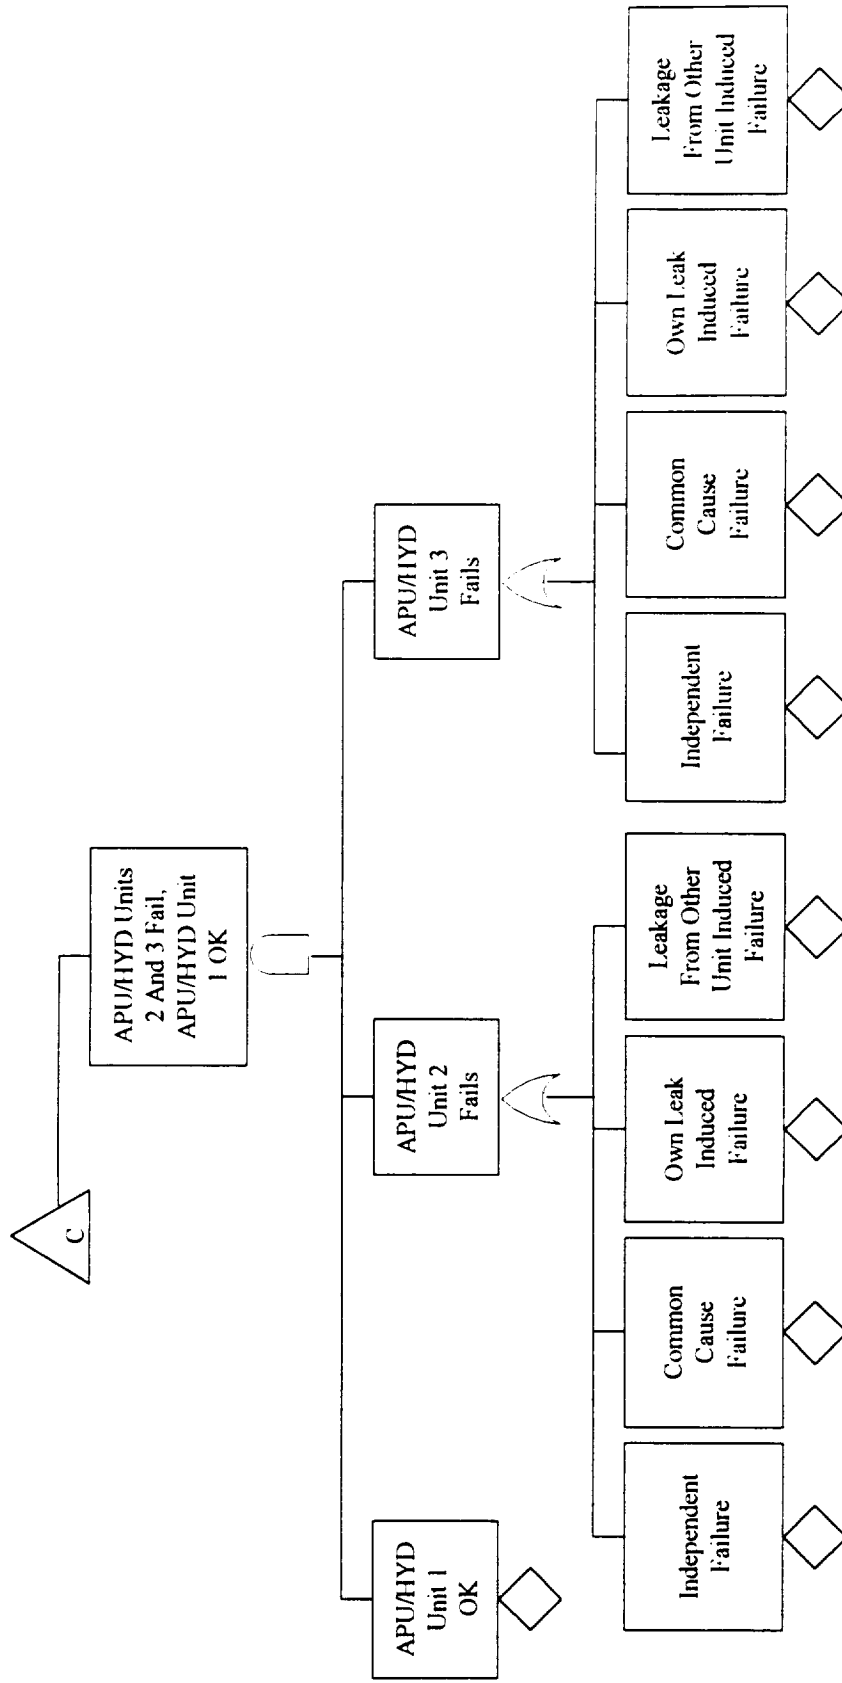 C
APU/HYD Units
2 And 3 Fail,
APU/HYD Unit
1 OK
APU/HYD
Unit 1
OK
APU/HYD
Unit 2
Fails
APU/HYD
Unit 3
Fails
Independent
Failure
Common
Cause
Failure
Own Leak
Induced
Failure
Leakage
From Other
Unit Induced
Failure
Independent
Failure
Common
Cause
Failure
Own Leak
Induced
Failure
Leakage
From Other
Unit Induced
Failure